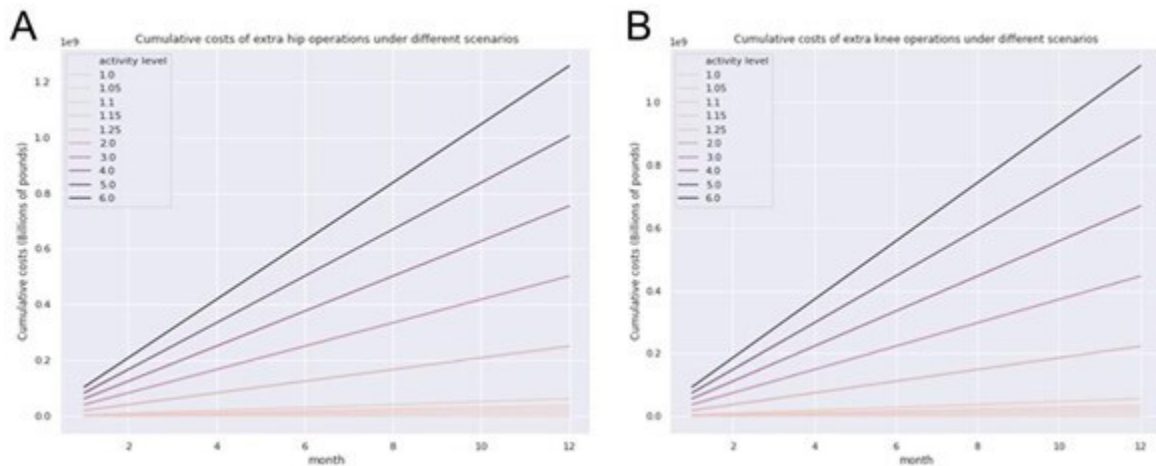 A
Cumulative costs of extra hip operations under different scenarios
1e9
activity level
1.0
1.05
1.1
1.15
1.25
2.0
3.0
4.0
5.0
6.0
1.2
1.0
0.8
0.6
0.4
0.2
0.0
Cumulative costs (Billions of pounds)
2 4 6 8 10 12
month
B
Cumulative costs of extra knee operations under different scenarios
1e9
activity level
1.0
1.05
1.1
1.15
1.25
2.0
3.0
4.0
5.0
6.0
1.0
0.8
0.6
0.4
0.2
0.0
Cumulative costs (Billions of pounds)
2 4 6 8 10 12
month